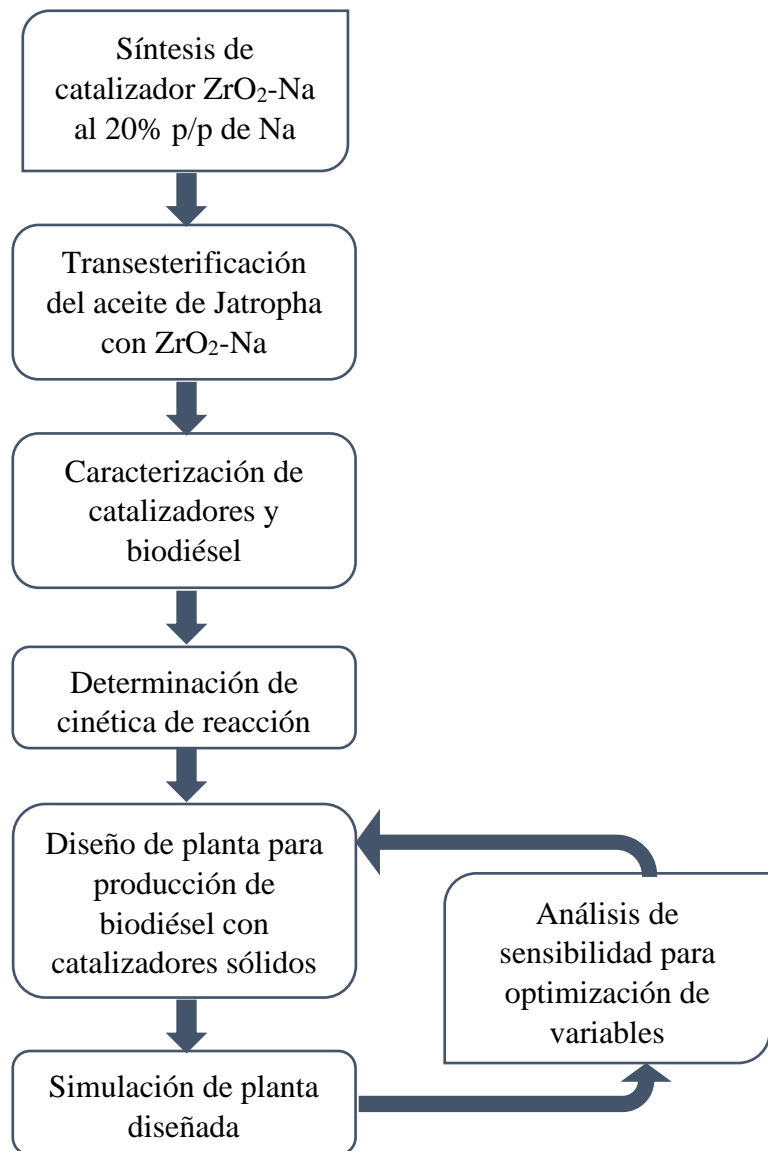 Síntesis de
catalizador ZrO₂-Na
al 20% p/p de Na
Transesterificación
del aceite de Jatropha
con ZrO₂-Na
Caracterización de
catalizadores y
biodiésel
Determinación de
cinética de reacción
Diseño de planta para
producción de
biodiésel con
catalizadores sólidos
Análisis de
sensibilidad para
optimización de
variables
Simulación de planta
diseñada